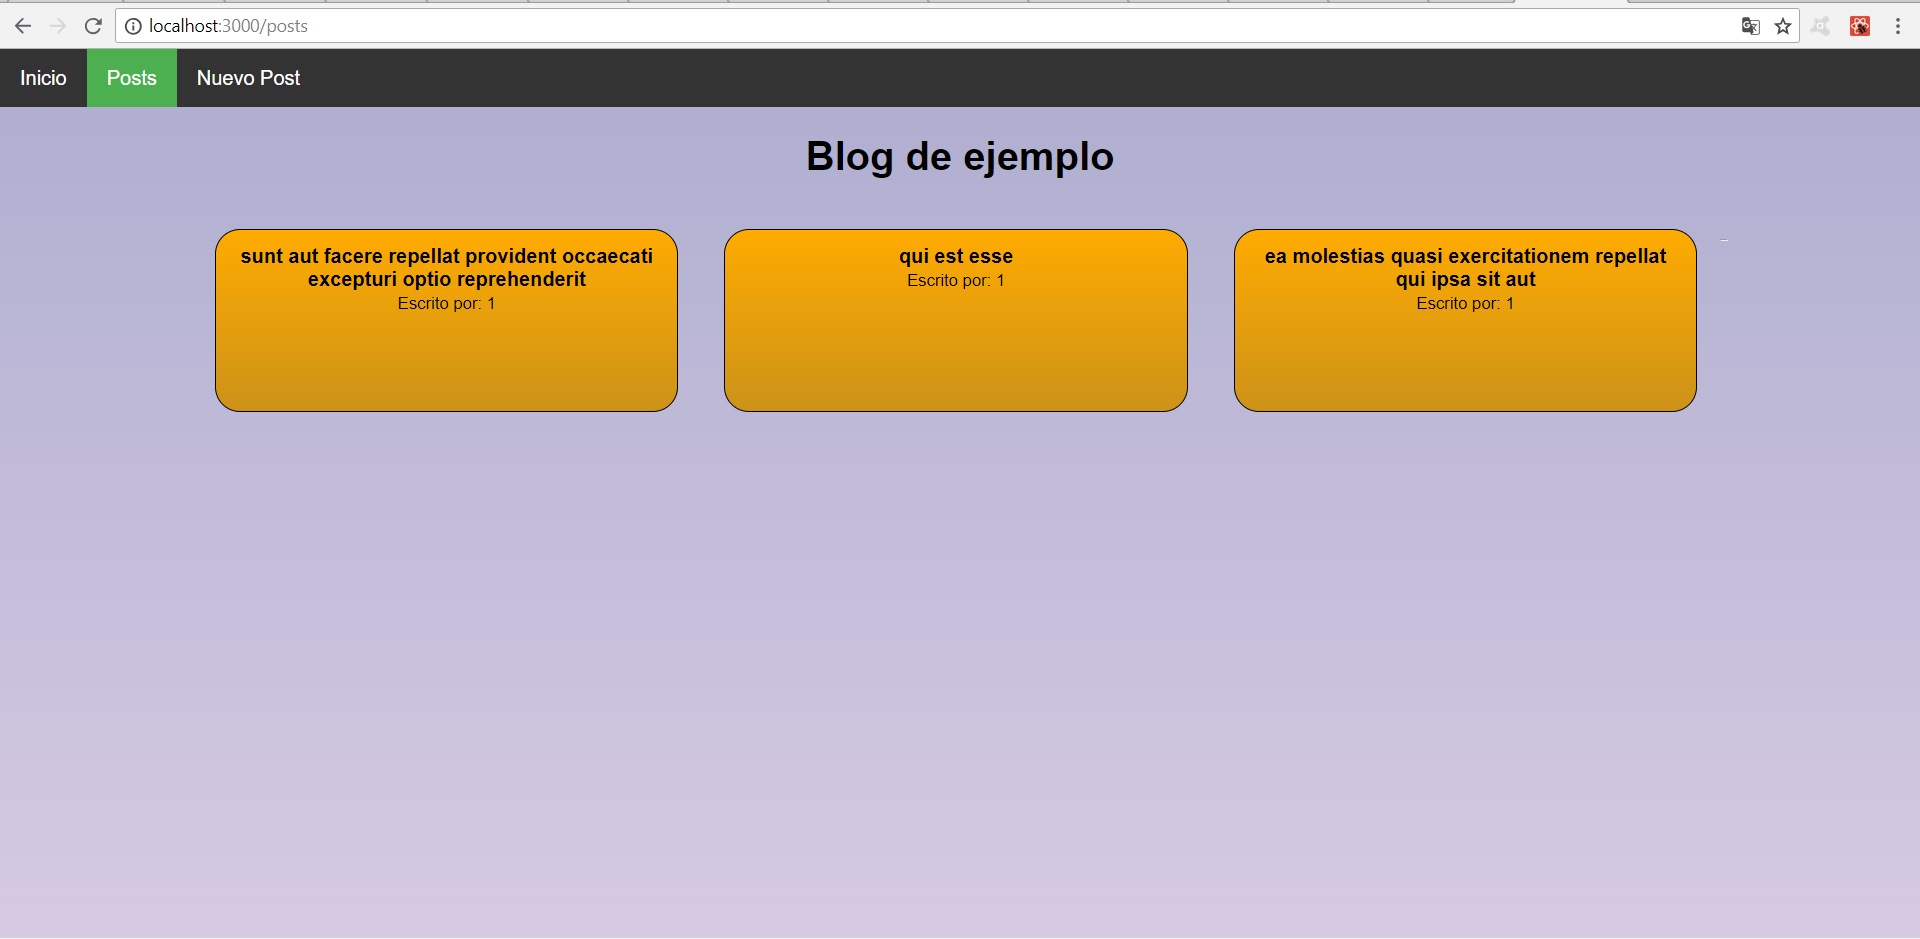 localhost:3000/posts
Inicio Posts Nuevo Post
Blog de ejemplo
sunt aut facere repellat provident occaecati
excepturi optio reprehenderit
Escrito por: 1
qui est esse
Escrito por: 1
ea molestias quasi exercitationem repellat
qui ipsa sit aut
Escrito por: 1